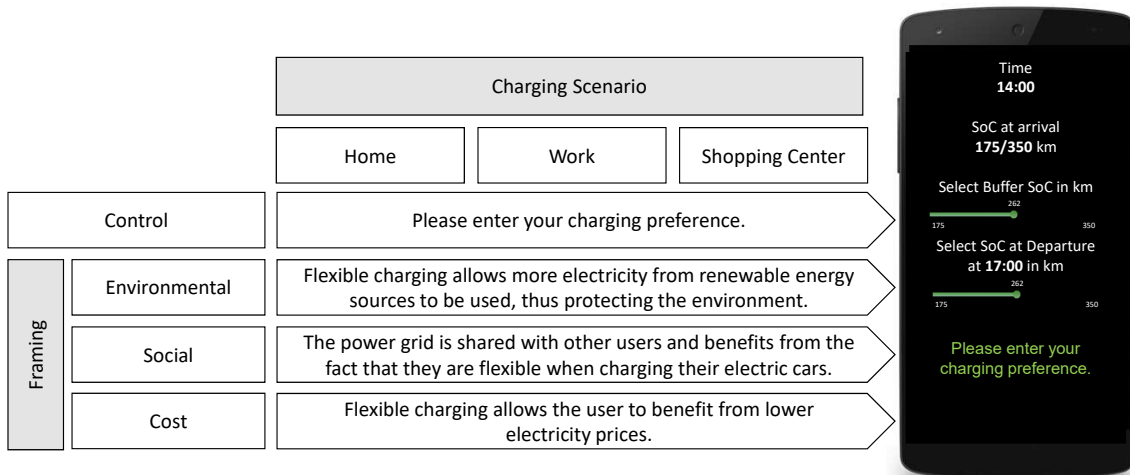 Charging Scenario
Home
Work
Shopping Center
Control
Please enter your charging preference.
Framing
Environmental
Flexible charging allows more electricity from renewable energy
sources to be used, thus protecting the environment.
Social
The power grid is shared with other users and benefits from the
fact that they are flexible when charging their electric cars.
Cost
Flexible charging allows the user to benefit from lower
electricity prices.
Time
14:00
SoC at arrival
175/350 km
Select Buffer SoC in km
262
175
350
Select SoC at Departure
at 17:00 in km
262
175
350
Please enter your
charging preference.